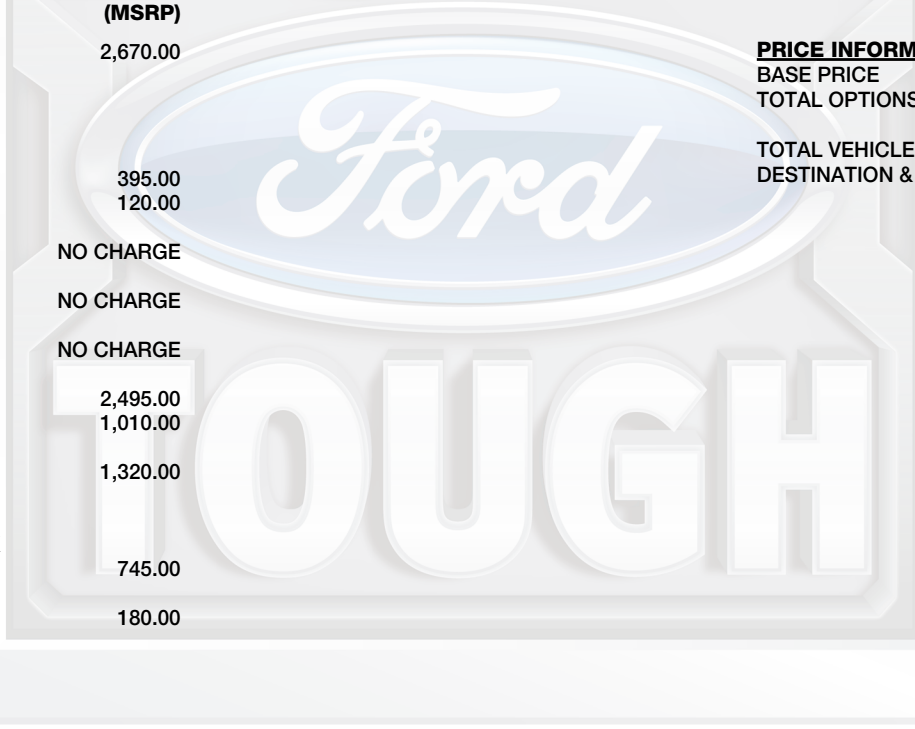 (MSRP)
2,670.00
395.00
120.00
NO CHARGE
NO CHARGE
NO CHARGE
2,495.00
1,010.00
1,320.00
745.00
180.00
PRICE INFORM
BASE PRICE
TOTAL OPTIONS
TOTAL VEHICLE
DESTINATION &
Ford
TOUGH